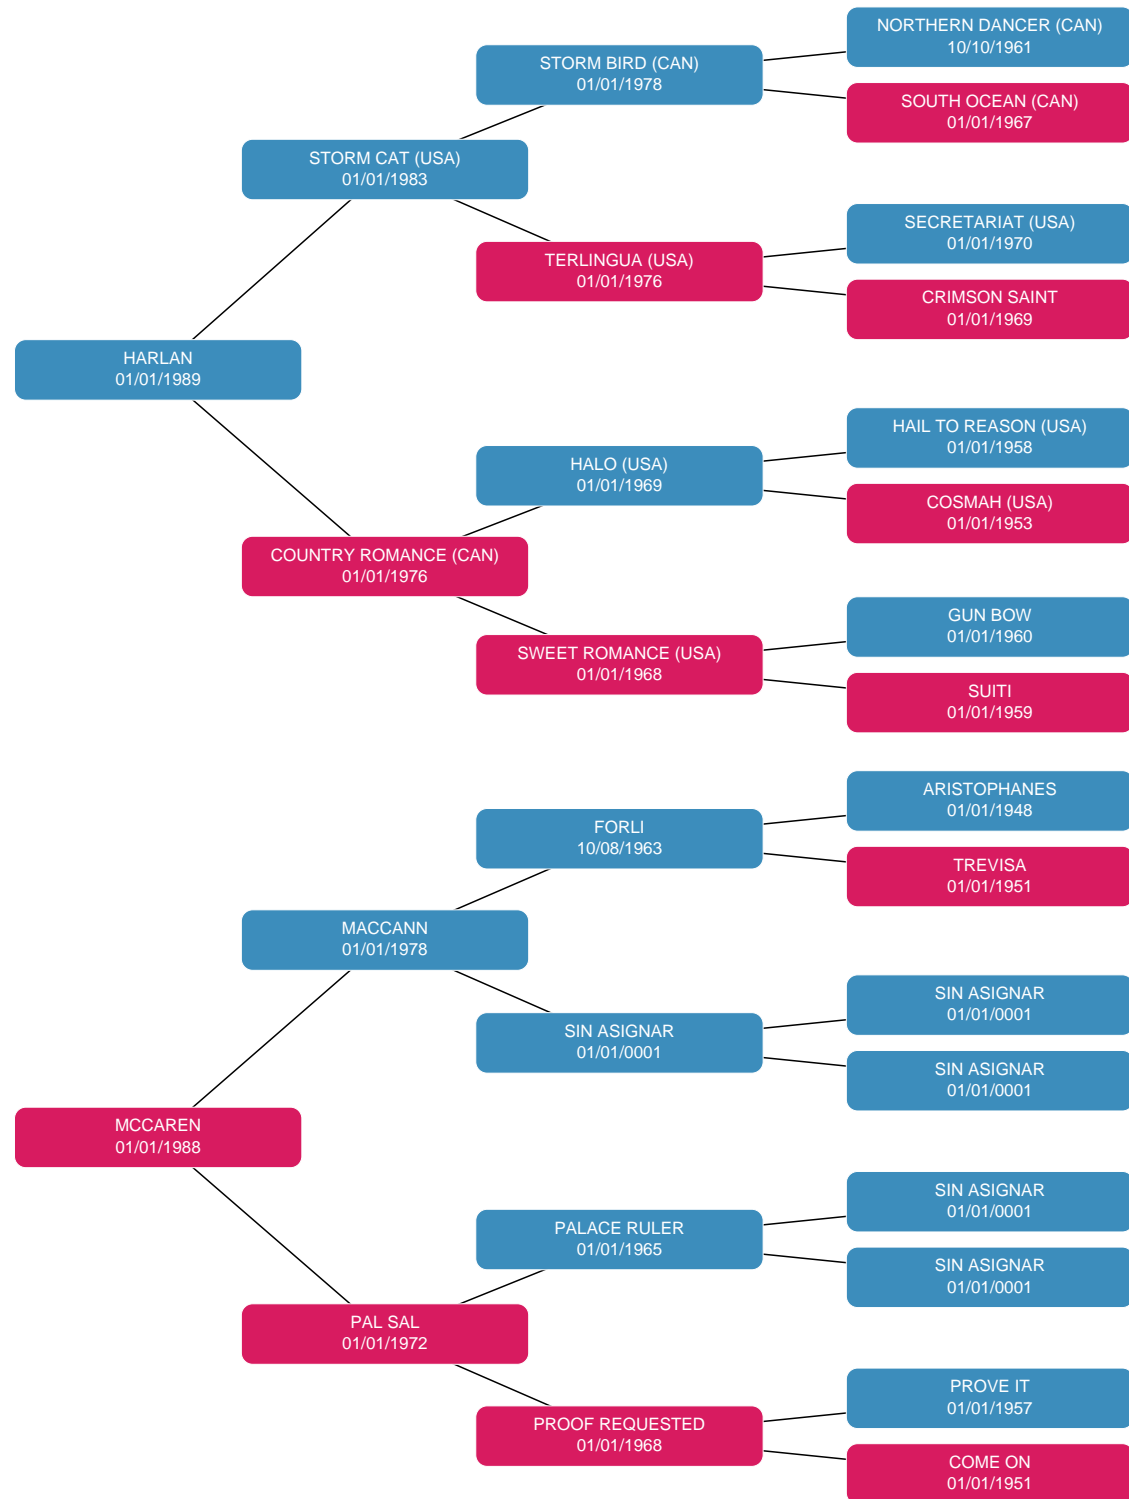 NORTHERN DANCER (CAN)
10/10/1961
STORM BIRD (CAN)
01/01/1978
SOUTH OCEAN (CAN)
01/01/1967
STORM CAT (USA)
01/01/1983
SECRETARIAT (USA)
01/01/1970
TERLINGUA (USA)
01/01/1976
CRIMSON SAINT
01/01/1969
HARLAN
01/01/1989
HAIL TO REASON (USA)
01/01/1958
HALO (USA)
01/01/1969
COSMAH (USA)
01/01/1953
COUNTRY ROMANCE (CAN)
01/01/1976
GUN BOW
01/01/1960
SWEET ROMANCE (USA)
01/01/1968
SUITI
01/01/1959
ARISTOPHANES
01/01/1948
FORLI
10/08/1963
TREVISA
01/01/1951
MACCANN
01/01/1978
SIN ASIGNAR
01/01/0001
SIN ASIGNAR
01/01/0001
SIN ASIGNAR
01/01/0001
MCCAREN
01/01/1988
SIN ASIGNAR
01/01/0001
PALACE RULER
01/01/1965
SIN ASIGNAR
01/01/0001
PAL SAL
01/01/1972
PROVE IT
01/01/1957
PROOF REQUESTED
01/01/1968
COME ON
01/01/1951